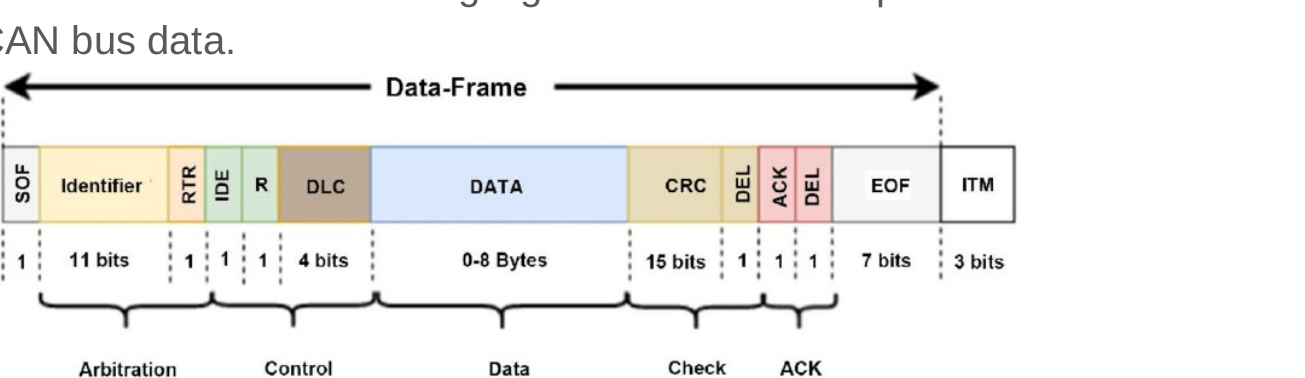 CAN bus data.
Data-Frame
SOF Identifier RTR IDE R DLC DATA CRC DEL ACK DEL EOF ITM
1 11 bits 1 1 1 4 bits 0-8 Bytes 15 bits 1 1 1 7 bits 3 bits
Arbitration Control Data Check ACK